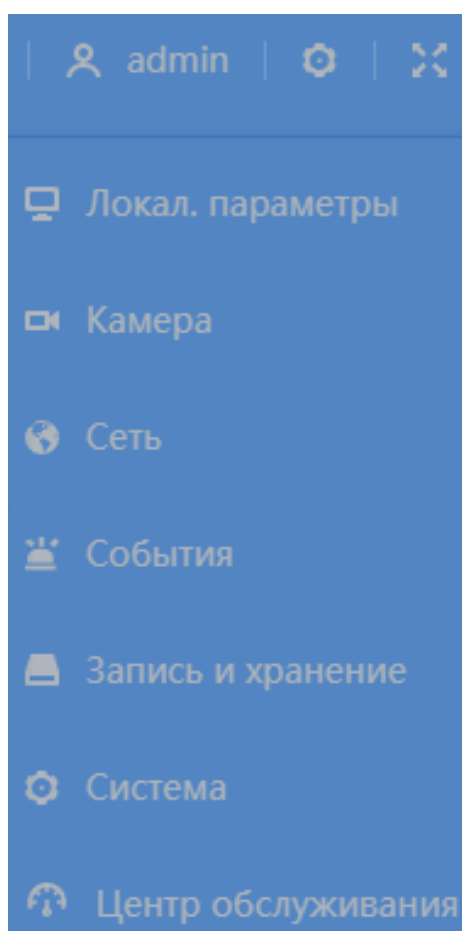 admin
Локал. параметры
Камера
Сеть
События
Запись и хранение
Система
Центр обслуживания